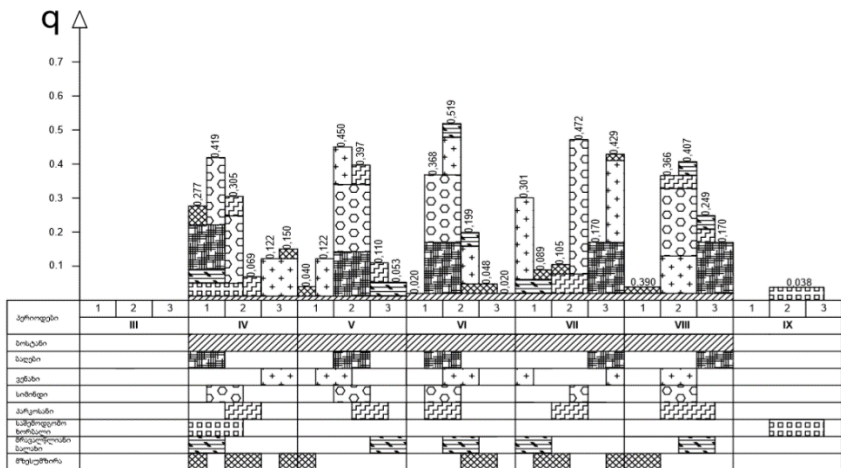 q
0.7
0.6
0.5
0.4
0.3
0.2
0.1
0,277
0,419
0,305
0,069
0,122
0,150
0,040
0,122
0,450
0,397
0,110
0,053
0,020
0,368
0,519
0,199
0,048
0,020
0,301
0,089
0,105
0,472
0,170
0,429
0,390
0,366
0,407
0,249
0,170
0.038
პერიოდები 1 2 3 1 2 3 1 2 3 1 2 3 1 2 3 1 2 3 1 2 3
III IV V VI VII VIII IX
ბოსტანი
ბაღები
ვენახი
სიმინდი
პარკოსანი
საშემოდგომო
ხორბალი
მრავალწლიანი
ბალახი
მზესუმზირა